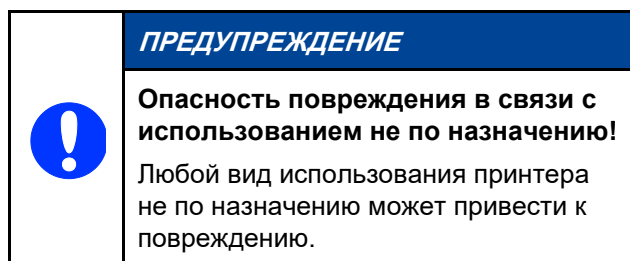 ПРЕДУПРЕЖДЕНИЕ
Опасность повреждения в связи с
использованием не по назначению!
Любой вид использования принтера
не по назначению может привести к
повреждению.